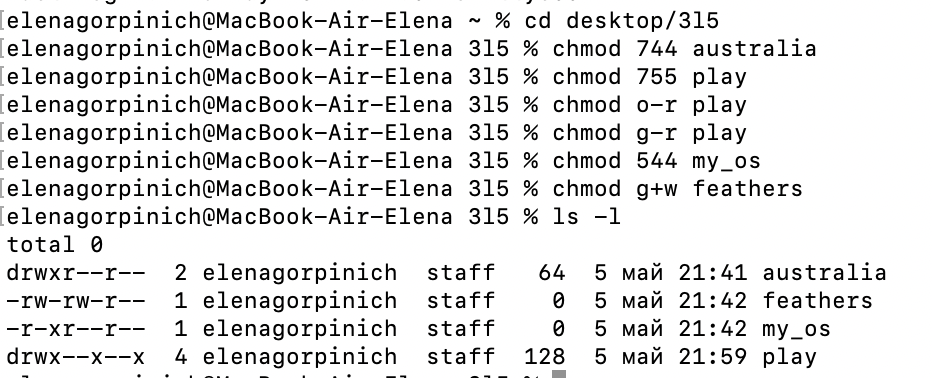 elenagorpinich@MacBook-Air-Elena ~ % cd desktop/3l5
elenagorpinich@MacBook-Air-Elena 3l5 % chmod 744 australia
elenagorpinich@MacBook-Air-Elena 3l5 % chmod 755 play
elenagorpinich@MacBook-Air-Elena 3l5 % chmod o-r play
elenagorpinich@MacBook-Air-Elena 3l5 % chmod g-r play
elenagorpinich@MacBook-Air-Elena 3l5 % chmod 544 my_os
elenagorpinich@MacBook-Air-Elena 3l5 % chmod g+w feathers
elenagorpinich@MacBook-Air-Elena 3l5 % ls -l
total 0
drwxr--r--  2 elenagorpinich  staff   64  5 май 21:41 australia
-rw-rw-r--  1 elenagorpinich  staff    0  5 май 21:42 feathers
-r-xr--r--  1 elenagorpinich  staff    0  5 май 21:42 my_os
drwx--x--x  4 elenagorpinich  staff  128  5 май 21:59 play